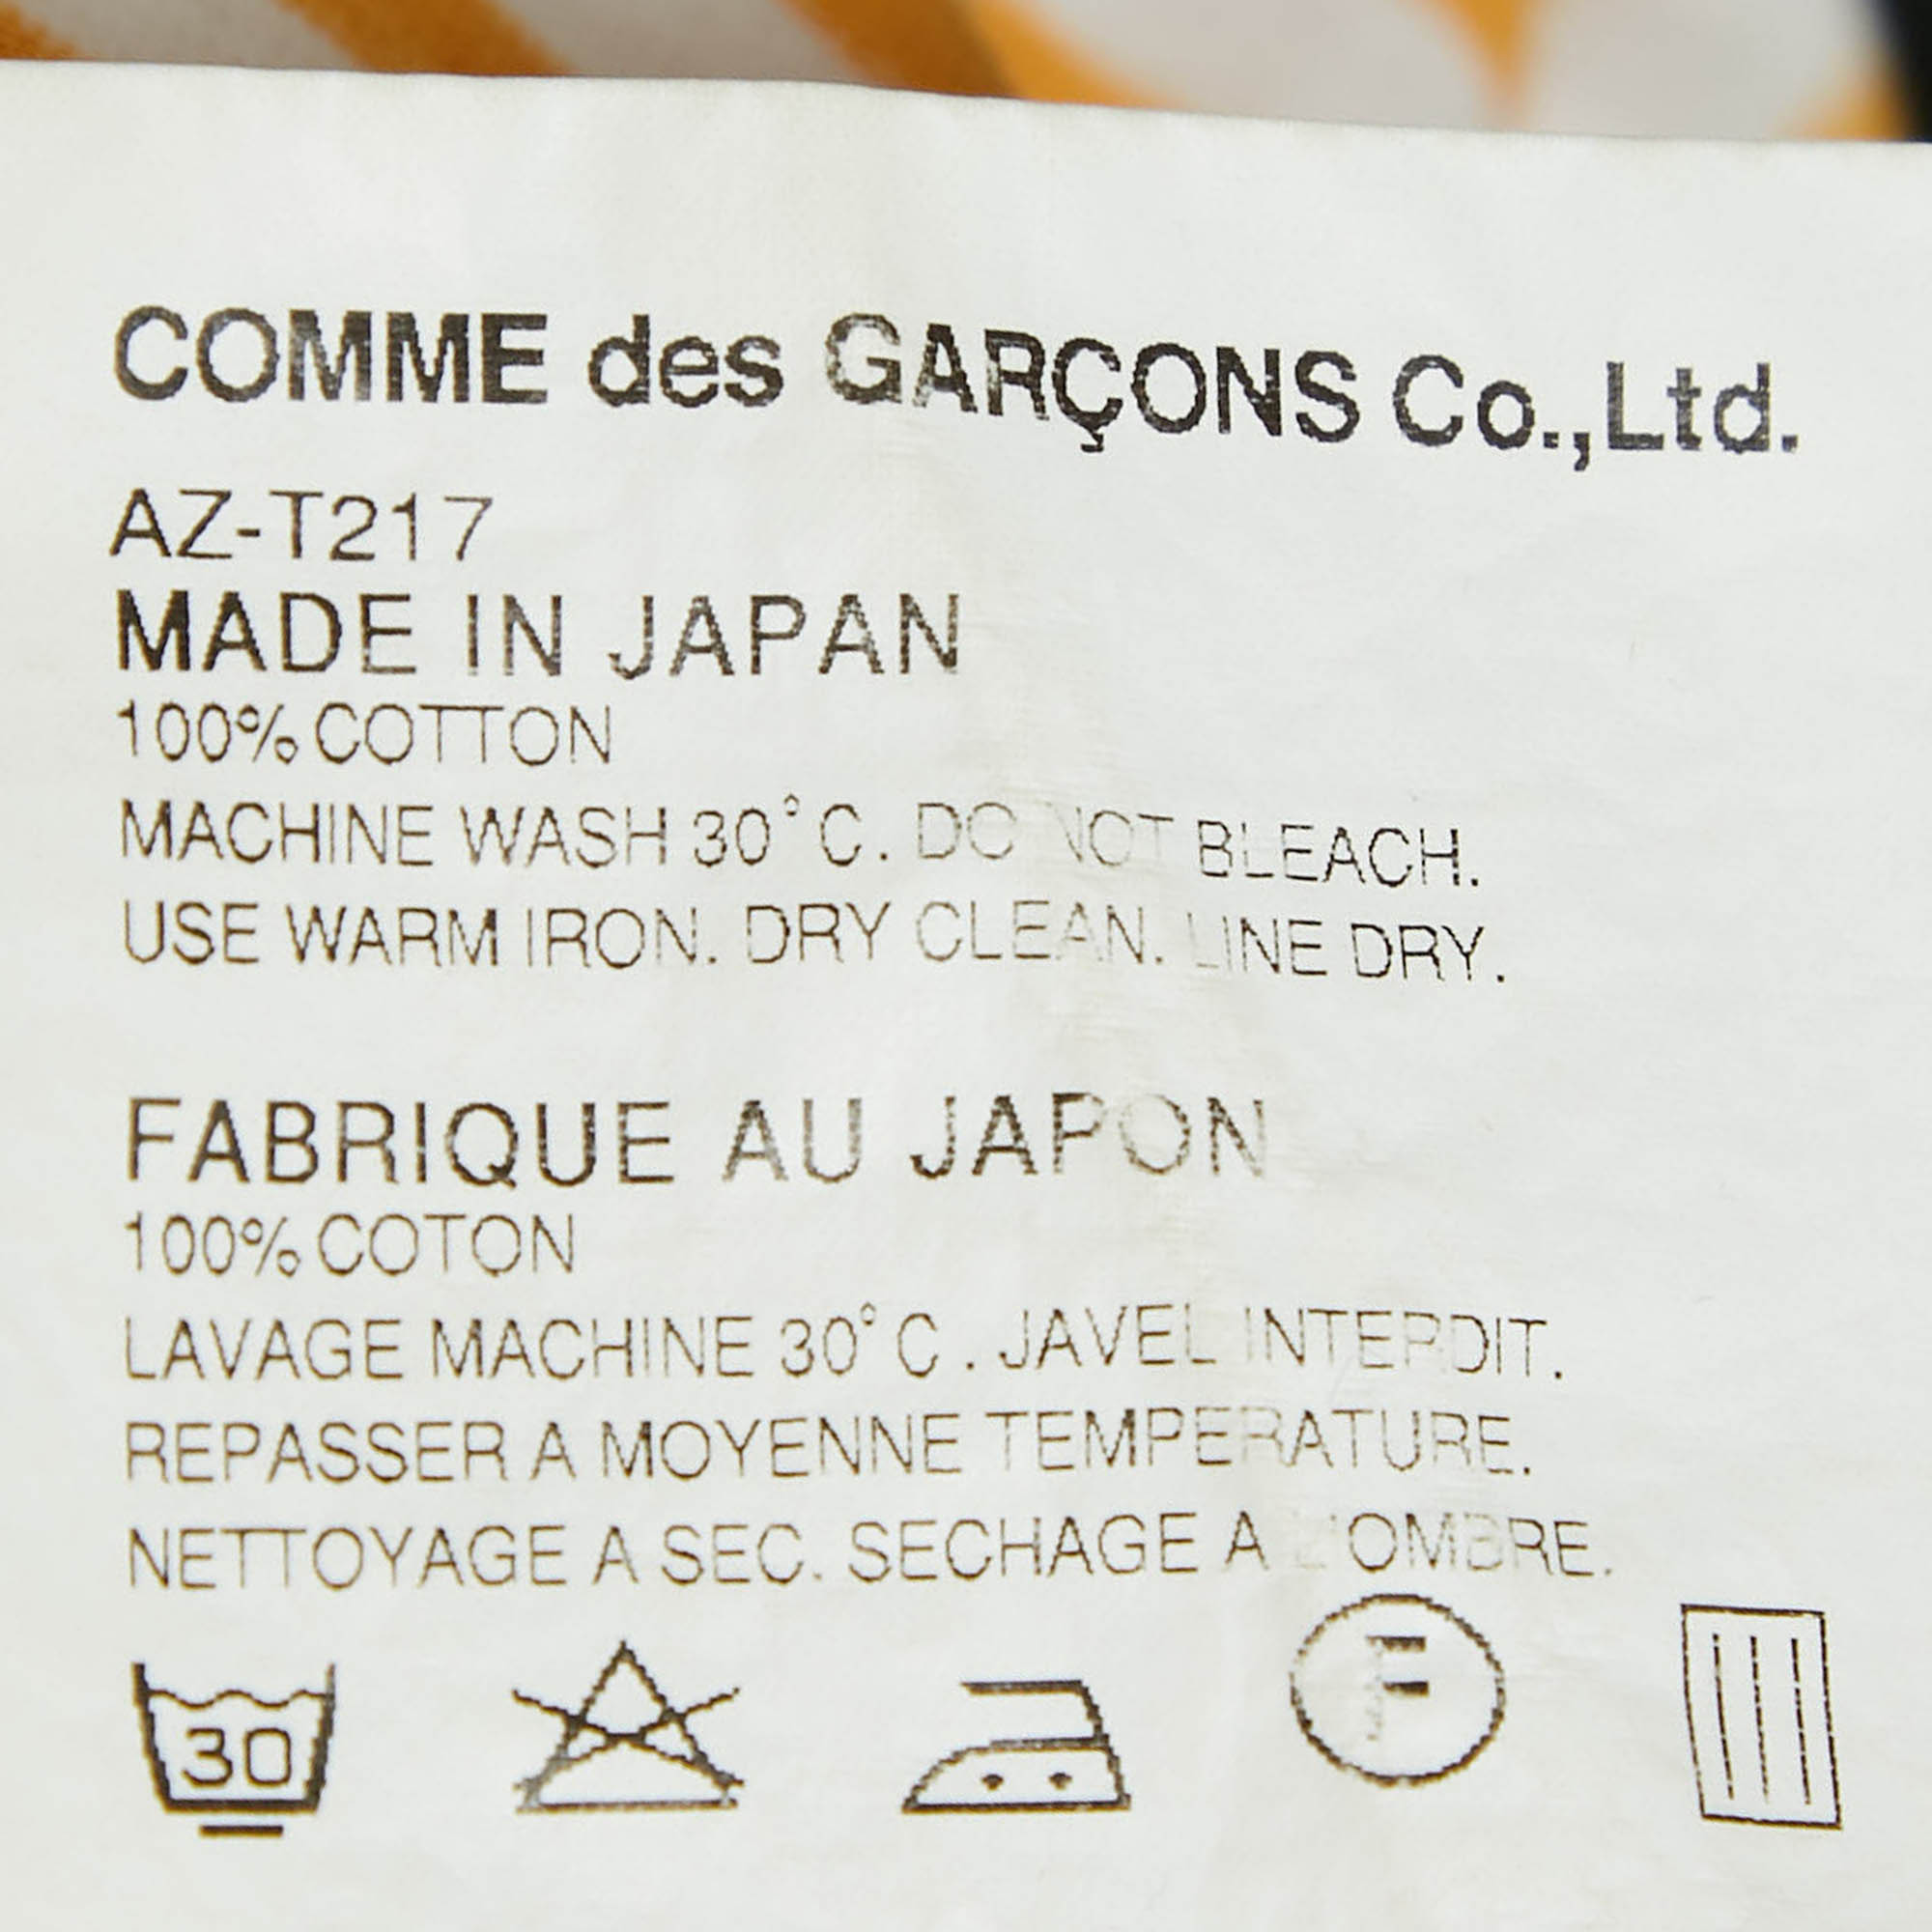 COMME des GARÇONS Co.,Ltd.
AZ-T217
MADE IN JAPAN
100% COTTON
MACHINE WASH 30°C. DO NOT BLEACH.
USE WARM IRON. DRY CLEAN. LINE DRY.
FABRIQUE AU JAPON
100% COTON
LAVAGE MACHINE 30°C. JAVEL INTERDIT.
REPASSER A MOYENNE TEMPERATURE.
NETTOYAGE A SEC. SECHAGE A L'OMBRE.
30 F